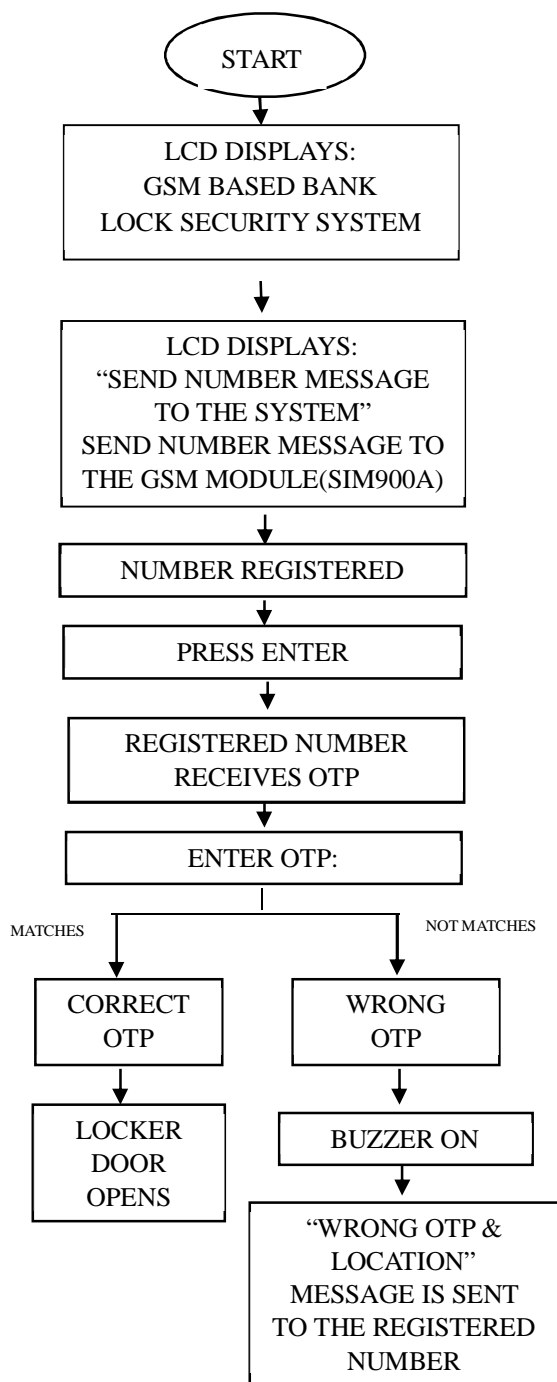 START
LCD DISPLAYS:
GSM BASED BANK
LOCK SECURITY SYSTEM
LCD DISPLAYS:
“SEND NUMBER MESSAGE
TO THE SYSTEM”
SEND NUMBER MESSAGE TO
THE GSM MODULE(SIM900A)
NUMBER REGISTERED
PRESS ENTER
REGISTERED NUMBER
RECEIVES OTP
ENTER OTP:
MATCHES
NOT MATCHES
CORRECT
OTP
WRONG
OTP
LOCKER
DOOR
OPENS
BUZZER ON
“WRONG OTP &
LOCATION”
MESSAGE IS SENT
TO THE REGISTERED
NUMBER